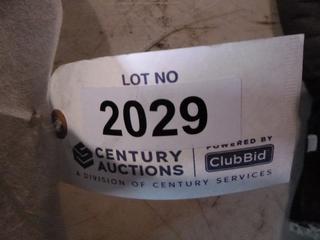 LOT NO
2029
CENTURY AUCTIONS
POWERED BY
ClubBid
A DIVISION OF CENTURY SERVICES